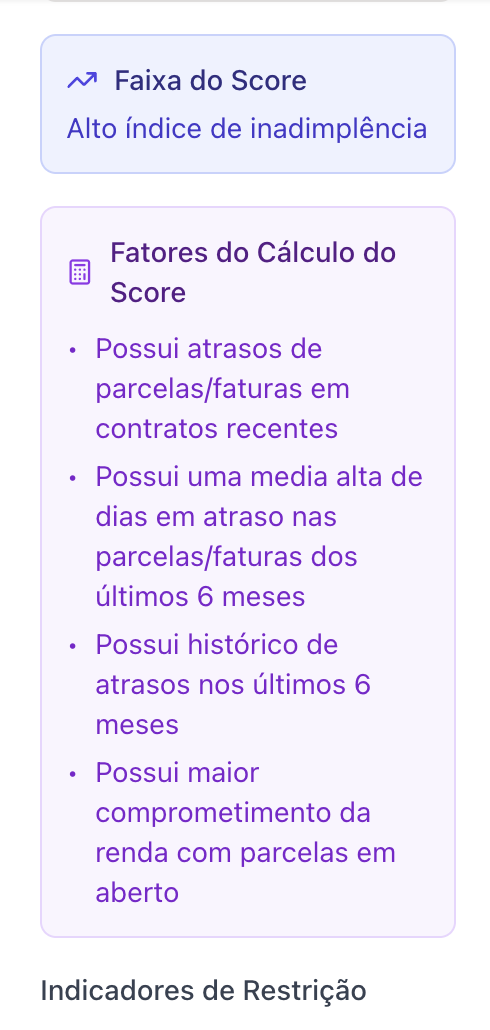 Faixa do Score
Alto índice de inadimplência
Fatores do Cálculo do
Score
• Possui atrasos de
parcelas/faturas em
contratos recentes
• Possui uma media alta de
dias em atraso nas
parcelas/faturas dos
últimos 6 meses
• Possui histórico de
atrasos nos últimos 6
meses
• Possui maior
comprometimento da
renda com parcelas em
aberto
Indicadores de Restrição